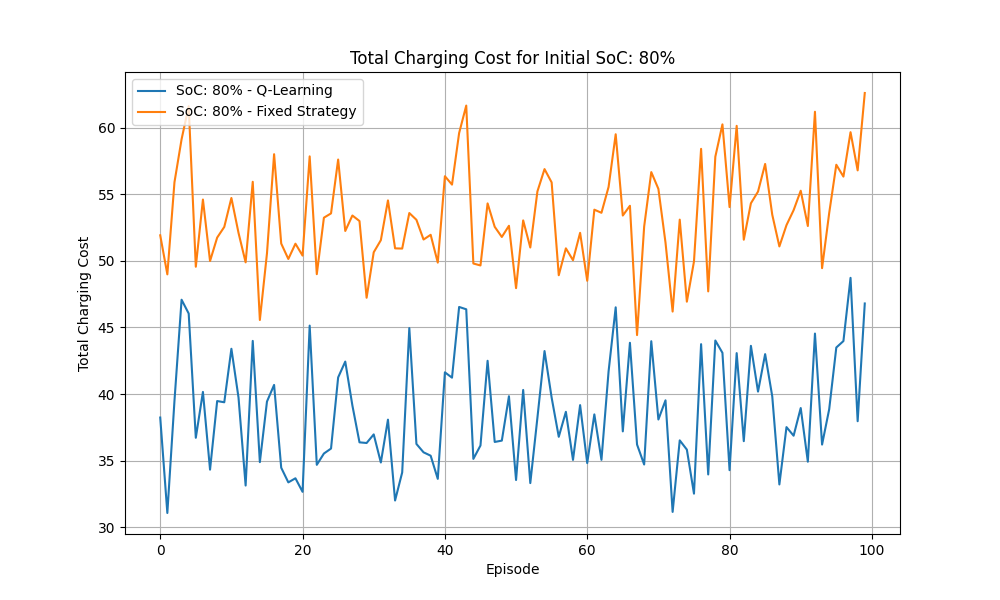 Total Charging Cost for Initial SoC: 80%
SoC: 80% - Q-Learning
SoC: 80% - Fixed Strategy
Total Charging Cost
60
55
50
45
40
35
30
0 20 40 60 80 100
Episode